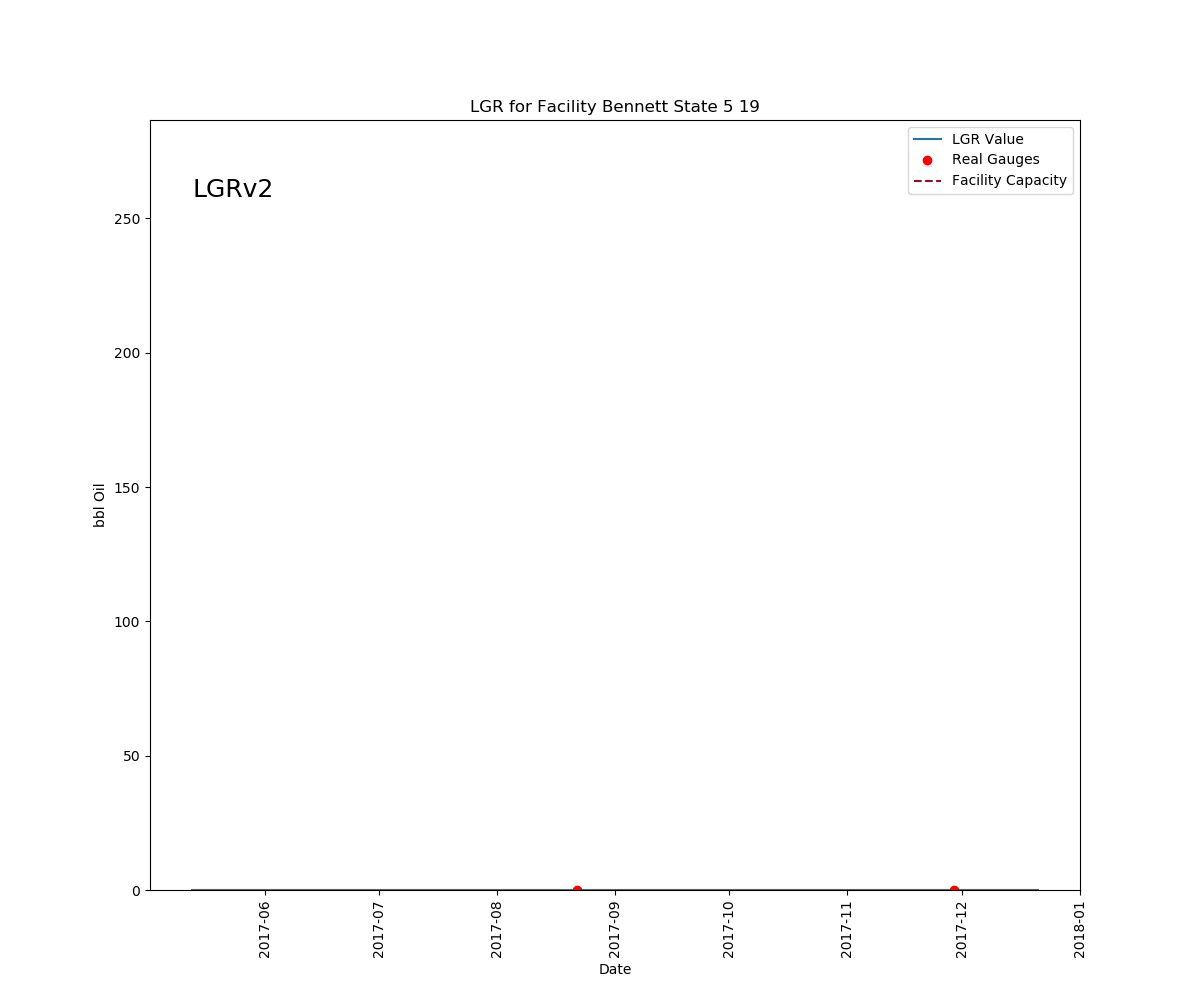 LGR for Facility Bennett State 5 19
LGR Value
Real Gauges
Facility Capacity
LGRv2
250
200
150
100
50
0
bbl Oil
2017-06
2017-07
2017-08
2017-09
2017-10
2017-11
2017-12
2018-01
Date